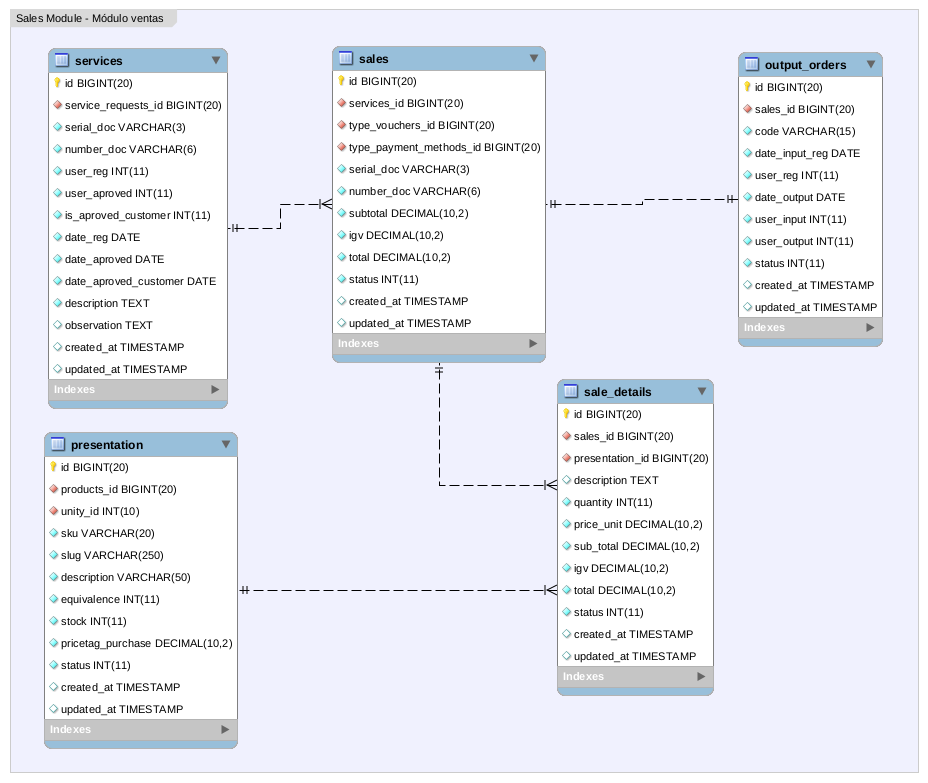 Sales Module - Módulo ventas
services
id BIGINT(20)
service_requests_id BIGINT(20)
serial_doc VARCHAR(3)
number_doc VARCHAR(6)
user_reg INT(11)
user_aproved INT(11)
is_aproved_customer INT(11)
date_reg DATE
date_aproved DATE
date_aproved_customer DATE
description TEXT
observation TEXT
created_at TIMESTAMP
updated_at TIMESTAMP
Indexes
sales
id BIGINT(20)
services_id BIGINT(20)
type_vouchers_id BIGINT(20)
type_payment_methods_id BIGINT(20)
serial_doc VARCHAR(3)
number_doc VARCHAR(6)
subtotal DECIMAL(10,2)
igv DECIMAL(10,2)
total DECIMAL(10,2)
status INT(11)
created_at TIMESTAMP
updated_at TIMESTAMP
Indexes
output_orders
id BIGINT(20)
sales_id BIGINT(20)
code VARCHAR(15)
date_input_reg DATE
user_reg INT(11)
date_output DATE
user_input INT(11)
user_output INT(11)
status INT(11)
created_at TIMESTAMP
updated_at TIMESTAMP
Indexes
presentation
id BIGINT(20)
products_id BIGINT(20)
unity_id INT(10)
sku VARCHAR(20)
slug VARCHAR(250)
description VARCHAR(50)
equivalence INT(11)
stock INT(11)
pricetag_purchase DECIMAL(10,2)
status INT(11)
created_at TIMESTAMP
updated_at TIMESTAMP
Indexes
sale_details
id BIGINT(20)
sales_id BIGINT(20)
presentation_id BIGINT(20)
description TEXT
quantity INT(11)
price_unit DECIMAL(10,2)
sub_total DECIMAL(10,2)
igv DECIMAL(10,2)
total DECIMAL(10,2)
status INT(11)
created_at TIMESTAMP
updated_at TIMESTAMP
Indexes